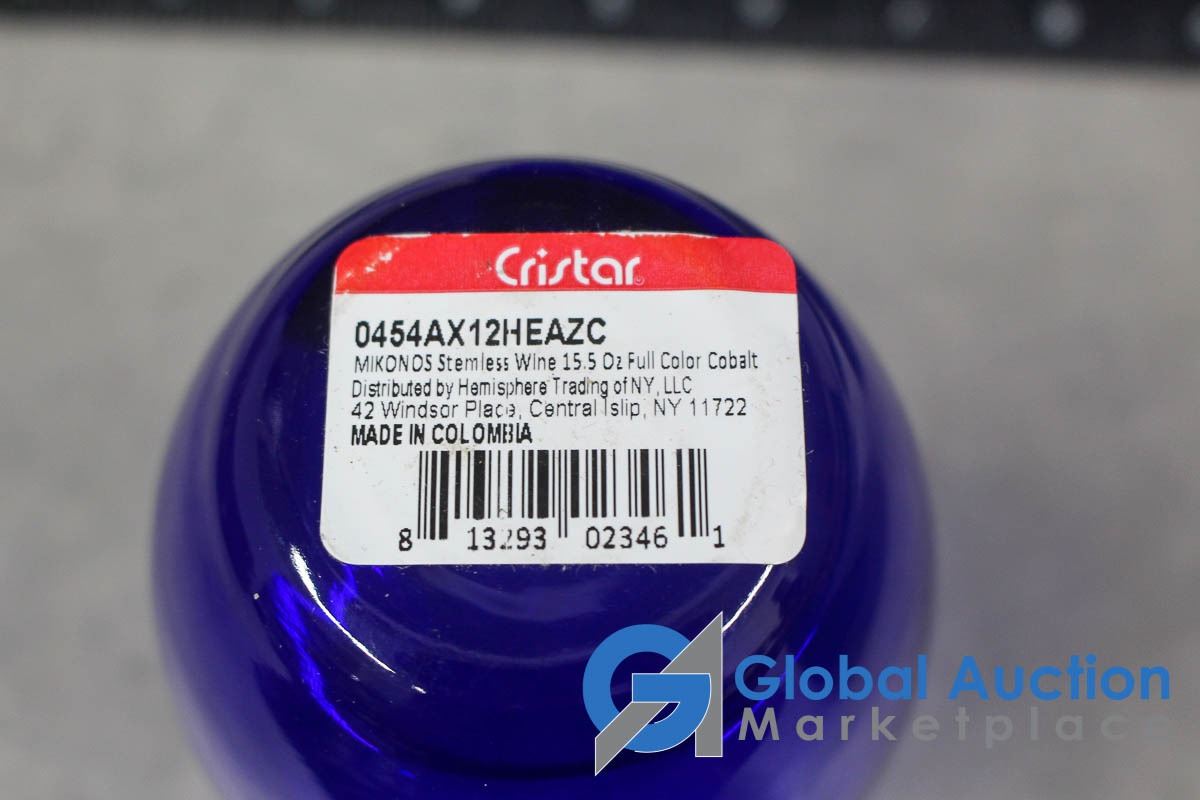 Cristar
0454AX12HEAZC
MIKONOS Stemless Wine 15.5 Oz Full Color Cobalt
Distributed by Hemisphere Trading of NY, LLC
42 Windsor Place, Central Islip, NY 11722
MADE IN COLOMBIA
8 13293 02346 1
GA Global Auction
Marketplace